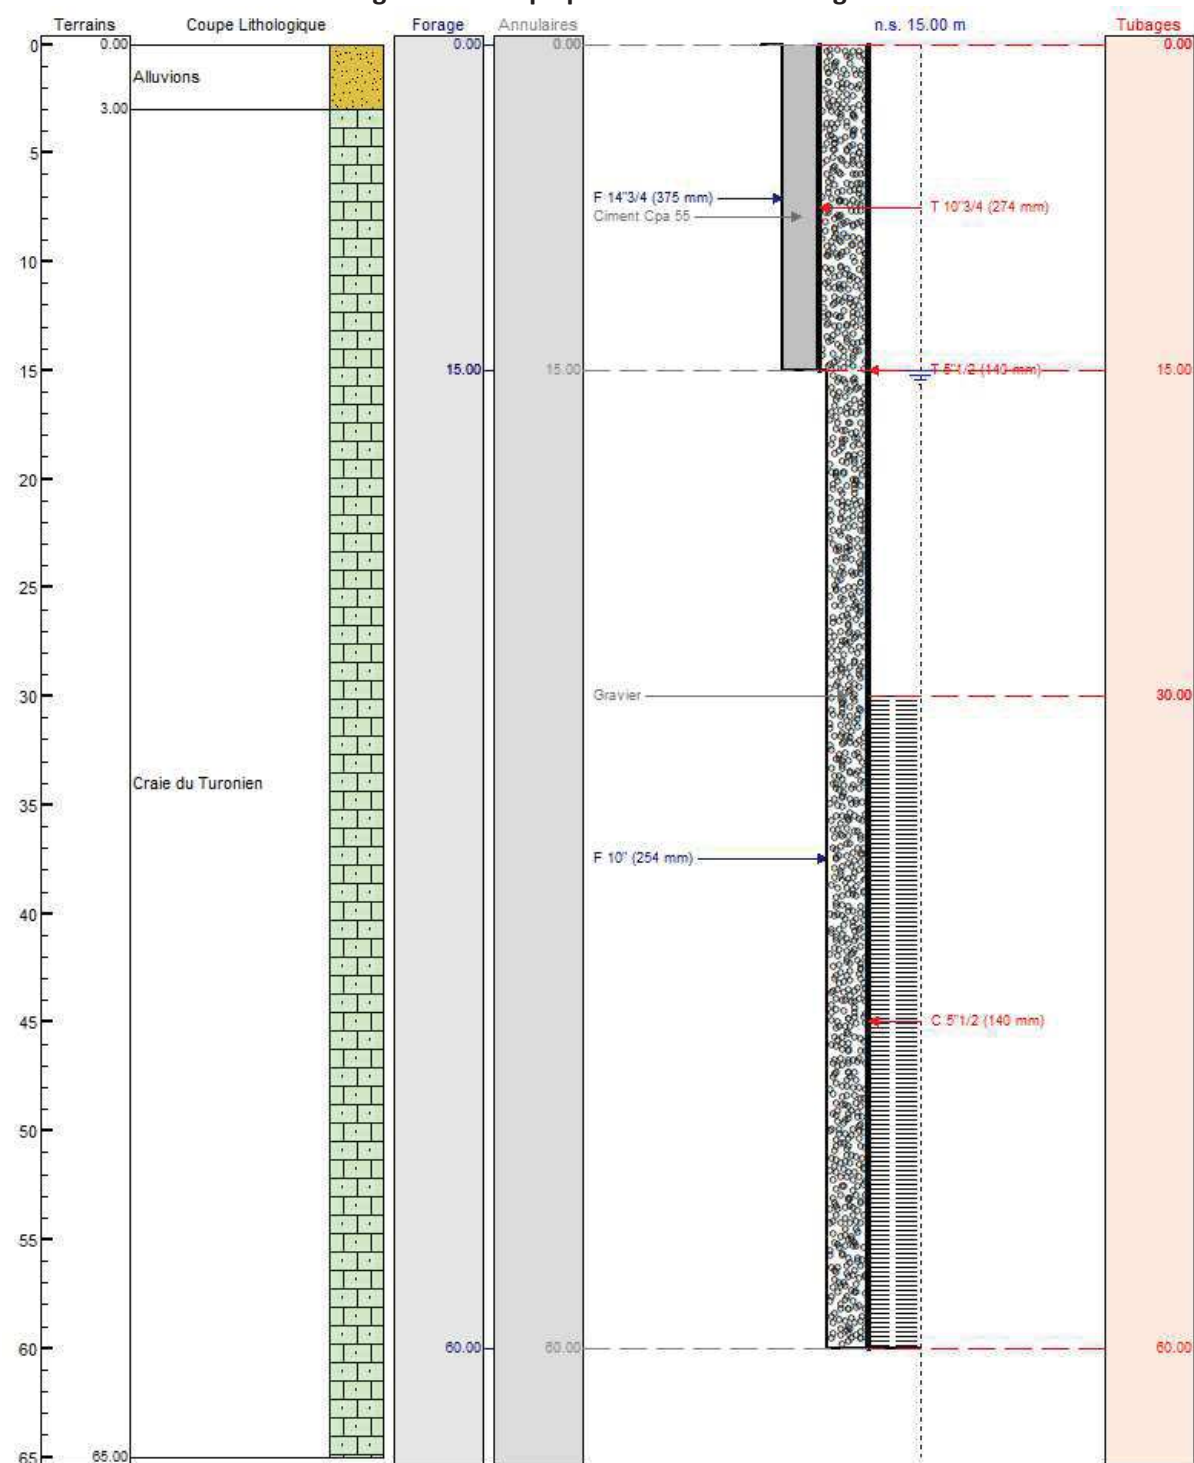 Terrains Coupe Lithologique Forage Annulaires n.s. 15.00 m Tubages
0 0.00 0.00 0.00 0.00
Alluvions
3.00
5
F 14"3/4 (375 mm)
T 10"3/4 (274 mm)
Ciment Cpa 55
10
15 15.00 15.00 T 5"1/2 (140 mm) 15.00
20
25
30 Gravier 30.00
Craie du Turonien
35
F 10" (254 mm)
40
45 C 5"1/2 (140 mm)
50
55
60 60.00 60.00 60.00
65 65.00